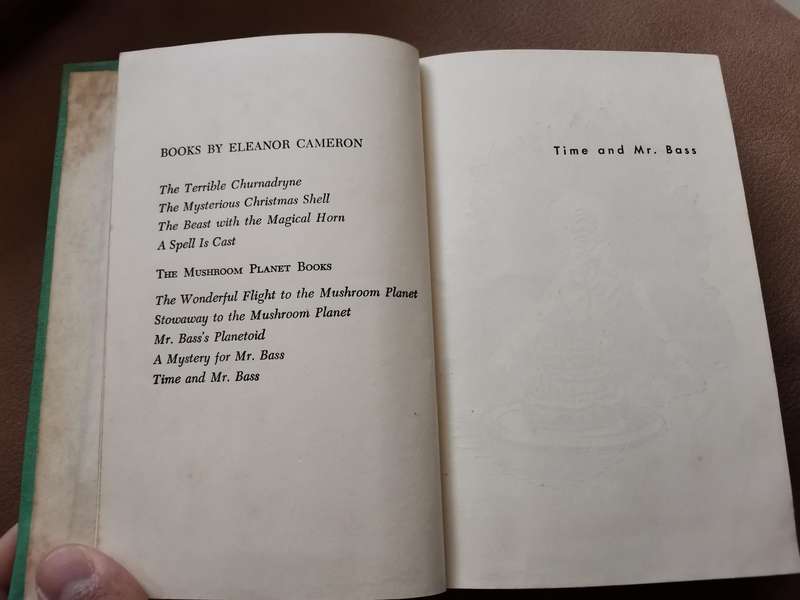 BOOKS BY ELEANOR CAMERON
The Terrible Churnadryne
The Mysterious Christmas Shell
The Beast with the Magical Horn
A Spell Is Cast
THE MUSHROOM PLANET BOOKS
The Wonderful Flight to the Mushroom Planet
Stowaway to the Mushroom Planet
Mr. Bass's Planetoid
A Mystery for Mr. Bass
Time and Mr. Bass
Time and Mr. Bass